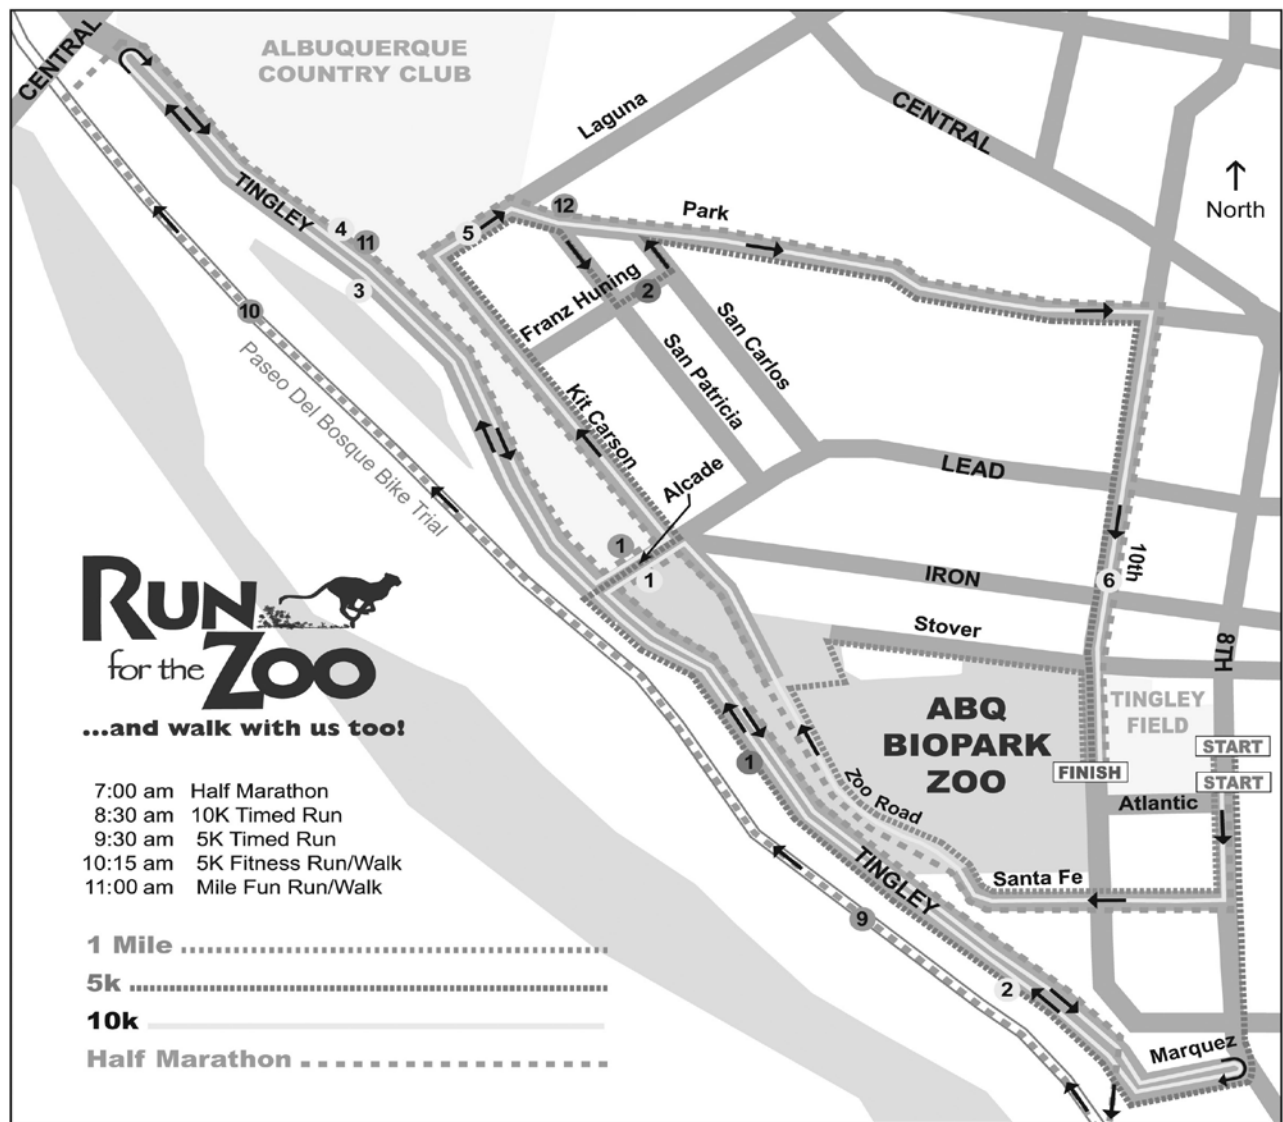 CENTRAL
ALBUQUERQUE
COUNTRY CLUB
Laguna
CENTRAL
North
TINGLEY
Park
12
5
4
11
3
10
Franz Huning
2
San Carlos
San Patricia
Kit Carson
Paseo Del Bosque Bike Trial
Alcade
LEAD
10th
1
1
IRON
6
Stover
8TH
RUN
for the ZOO
...and walk with us too!
ABQ
BIOPARK
ZOO
TINGLEY
FIELD
START
START
FINISH
Atlantic
1
Zoo Road
7:00 am Half Marathon
8:30 am 10K Timed Run
9:30 am 5K Timed Run
10:15 am 5K Fitness Run/Walk
11:00 am Mile Fun Run/Walk
TINGLEY
Santa Fe
9
2
Marquez
1 Mile
5k
10k
Half Marathon